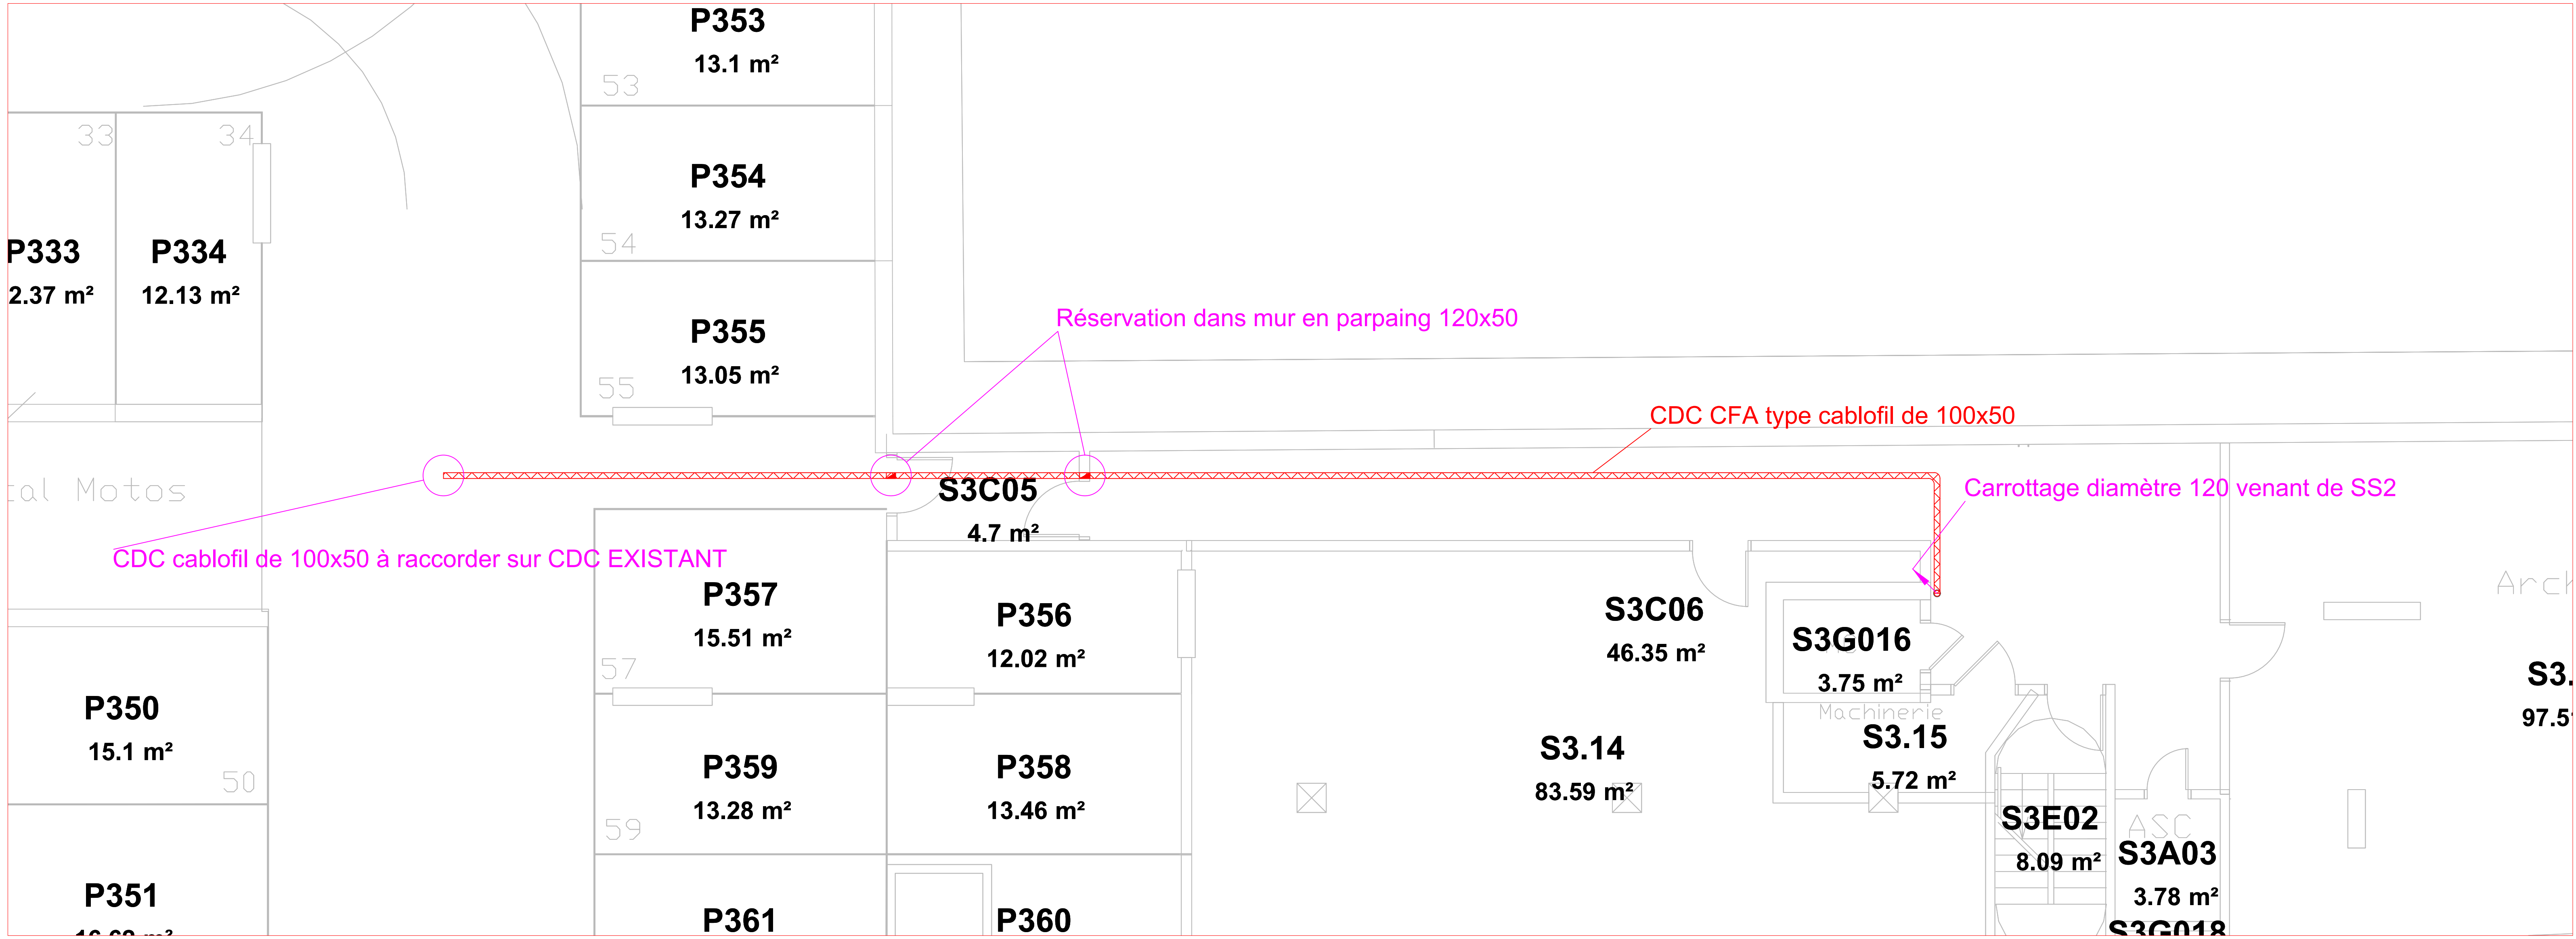 P353
13.1 m²
53
33
34
P354
13.27 m²
54
P333
2.37 m²
P334
12.13 m²
P355
13.05 m²
55
Réservation dans mur en parpaing 120x50
CDC CFA type cablofil de 100x50
Motos
S3C05
4.7 m²
Carrottage diamètre 120 venant de SS2
CDC cablofil de 100x50 à raccorder sur CDC EXISTANT
P357
15.51 m²
57
P356
12.02 m²
S3C06
46.35 m²
S3G016
3.75 m²
Machinerie
P350
15.1 m²
50
S3.15
5.72 m²
S3.14
83.59 m²
P359
13.28 m²
59
P358
13.46 m²
S3E02
8.09 m²
ASC
S3A03
3.78 m²
P351
P361
P360
S3G018